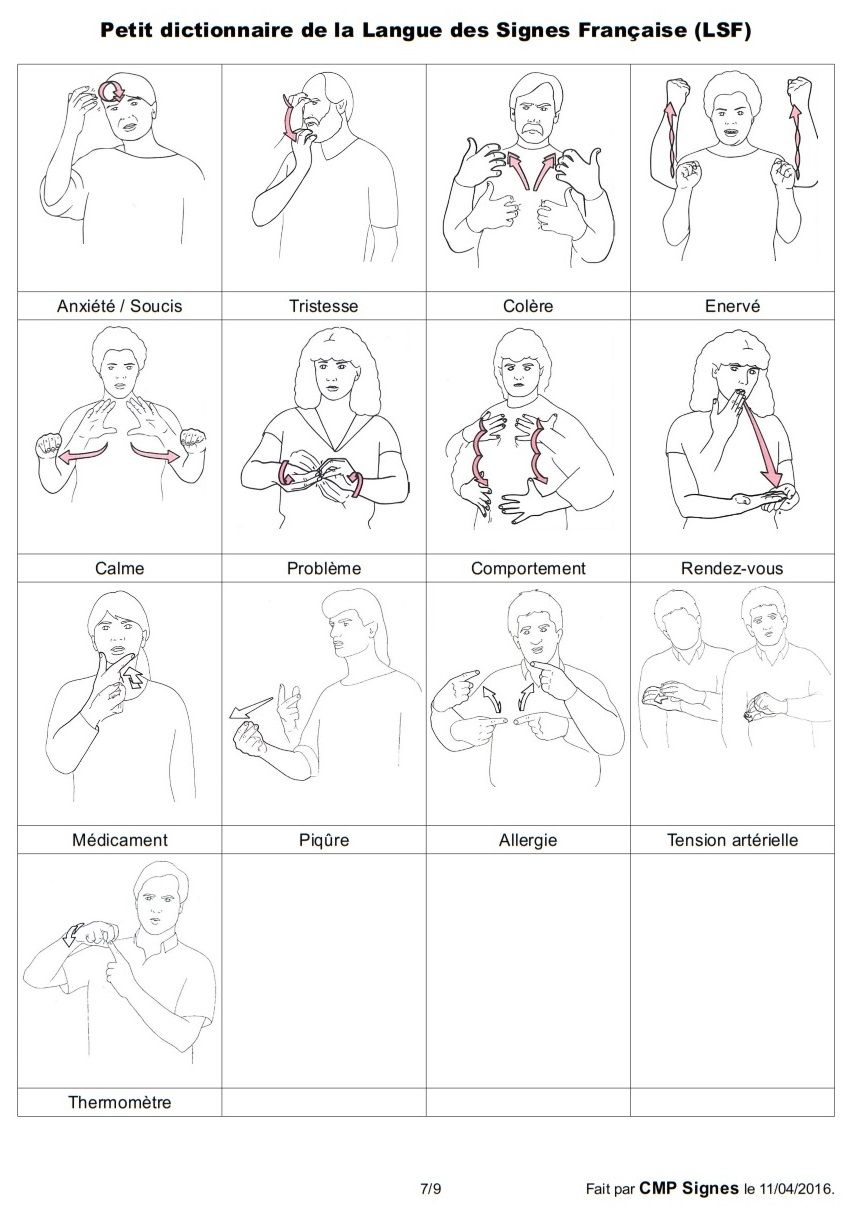 Petit dictionnaire de la Langue des Signes Française (LSF)
Anxiété / Soucis
Tristesse
Colère
Enervé
Calme
Problème
Comportement
Rendez-vous
Médicament
Piqûre
Allergie
Tension artérielle
Thermomètre
7/9
Fait par CMP Signes le 11/04/2016.